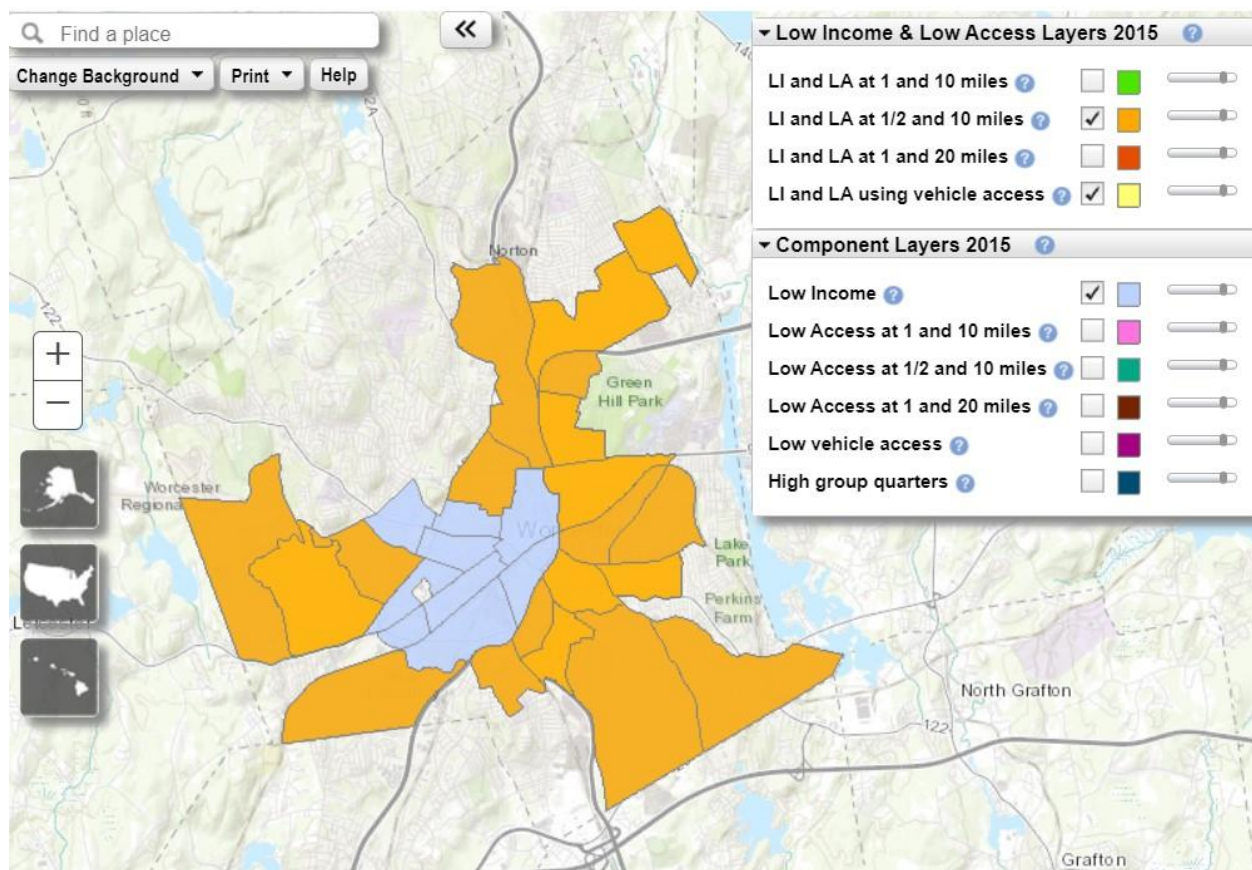 Find a place
Change Background
Print
Help
Low Income & Low Access Layers 2015 ?
LI and LA at 1 and 10 miles ?
LI and LA at 1/2 and 10 miles ?
LI and LA at 1 and 20 miles ?
LI and LA using vehicle access ?
Component Layers 2015 ?
Low Income ?
Low Access at 1 and 10 miles ?
Low Access at 1/2 and 10 miles ?
Low Access at 1 and 20 miles ?
Low vehicle access ?
High group quarters ?
Norton
122
Green
Hill Park
+
−
Worcester
Regional
Lake
Park
Perkins
Farm
North Grafton
122
Grafton